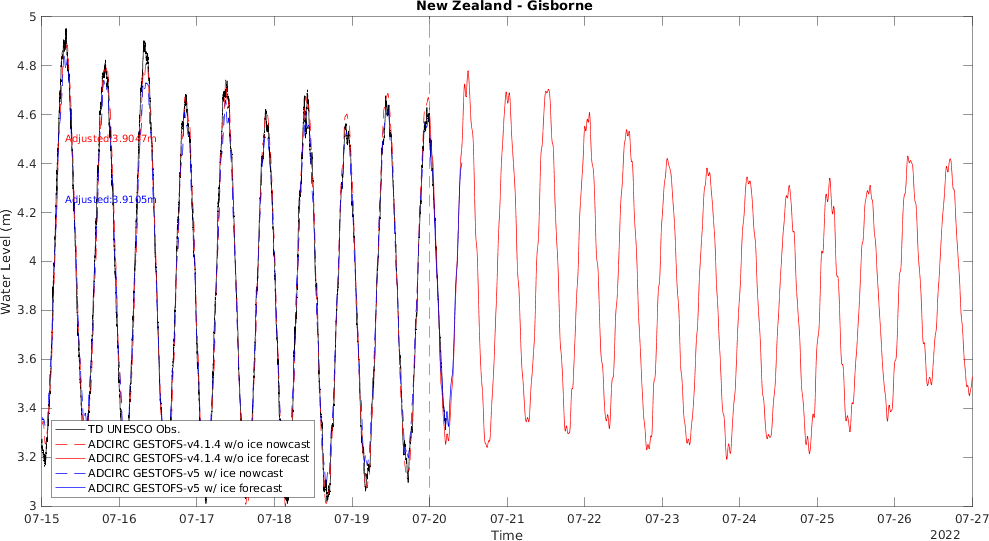 New Zealand - Gisborne
5
4.8
4.6
4.4
4.2
4
3.8
3.6
3.4
3.2
3
Water Level (m)
Adjusted:3.9047m
Adjusted:3.9105m
TD UNESCO Obs.
ADCIRC GESTOFS-v4.1.4 w/o ice nowcast
ADCIRC GESTOFS-v4.1.4 w/o ice forecast
ADCIRC GESTOFS-v5 w/ ice nowcast
ADCIRC GESTOFS-v5 w/ ice forecast
07-15 07-16 07-17 07-18 07-19 07-20 07-21 07-22 07-23 07-24 07-25 07-26 07-27
Time
2022